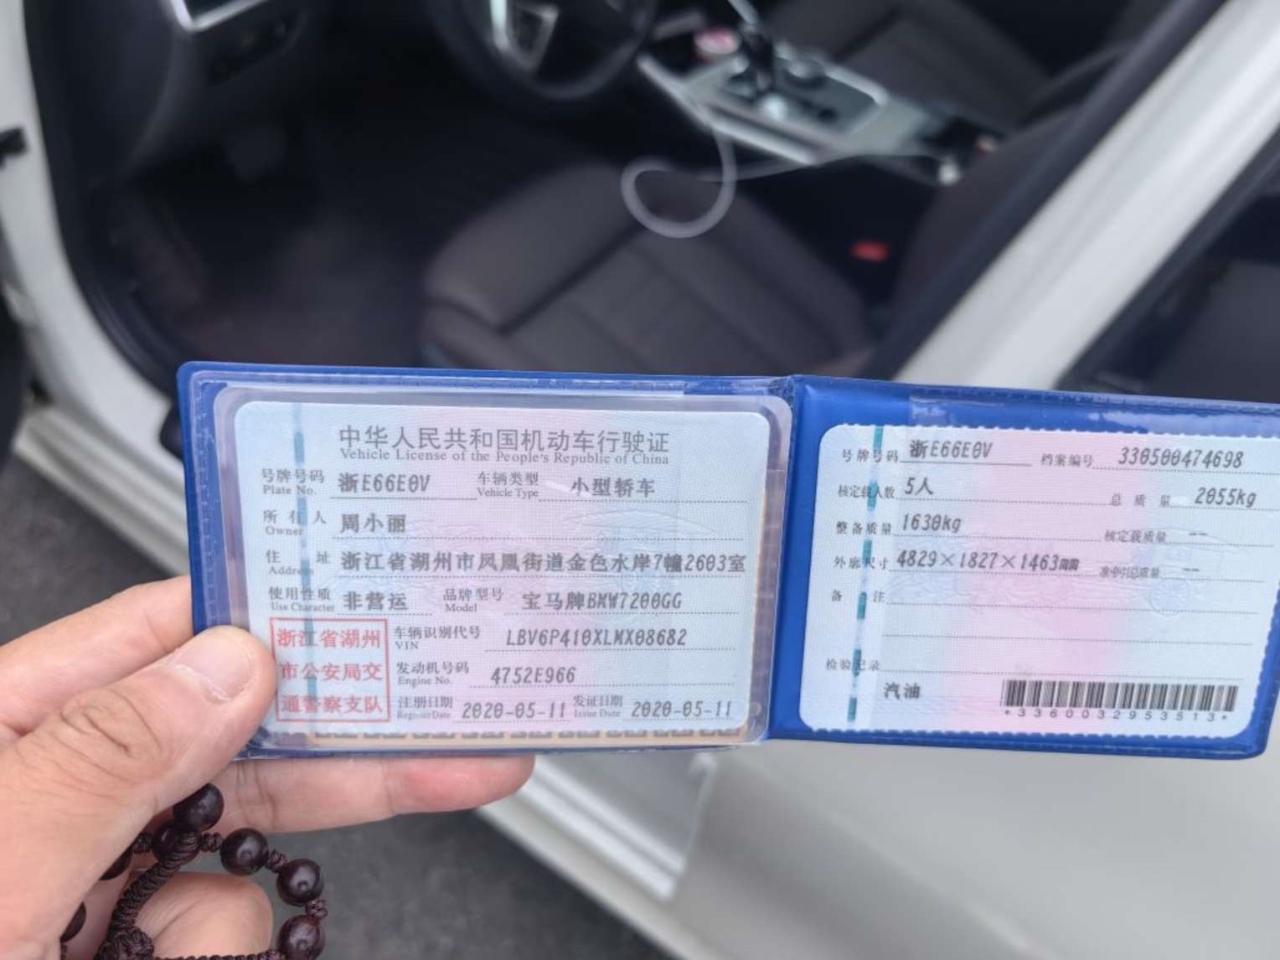 中华人民共和国机动车行驶证
Vehicle License of the People's Republic of China
号牌号码 浙E66E0V 车辆类型 小型轿车
Plate No. Vehicle Type
所有人 周小丽
Owner
住址 浙江省湖州市凤凰街道金色水岸7幢2603室
Address
使用性质 非营运 品牌型号 宝马牌BMW7200GG
Use Character Model
浙江省湖州
市公安局交
通警察支队
车辆识别代号 LBV6P410XLMX08682
VIN
发动机号码 4752E966
Engine No.
注册日期 2020-05-11 发证日期 2020-05-11
Register Date Issue Date
号牌号码 浙E66E0V 档案编号 330500474698
核定载人数 5人 总质量 2055kg
整备质量 1630kg 核定载质量 --
外廓尺寸 4829×1827×1463mm 准牵引总质量 --
备注
检验记录
汽油
*3360032953513*